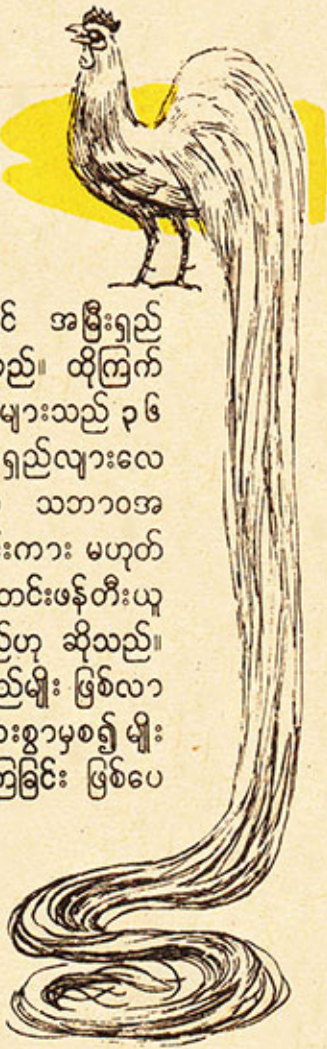 အမြီးရှည်
သည်။ ထိုကြက်
များသည် ၃၆
ရှည်လျားလေ
သဘာဝအ
င်းကား မဟုတ်
တင်းဖန်တီးယူ
ည်ဟု ဆိုသည်။
ည်မျိုး ဖြစ်လာ
ားစွာမှစ၍ မျိုး
ကြခြင်း ဖြစ်ပေ